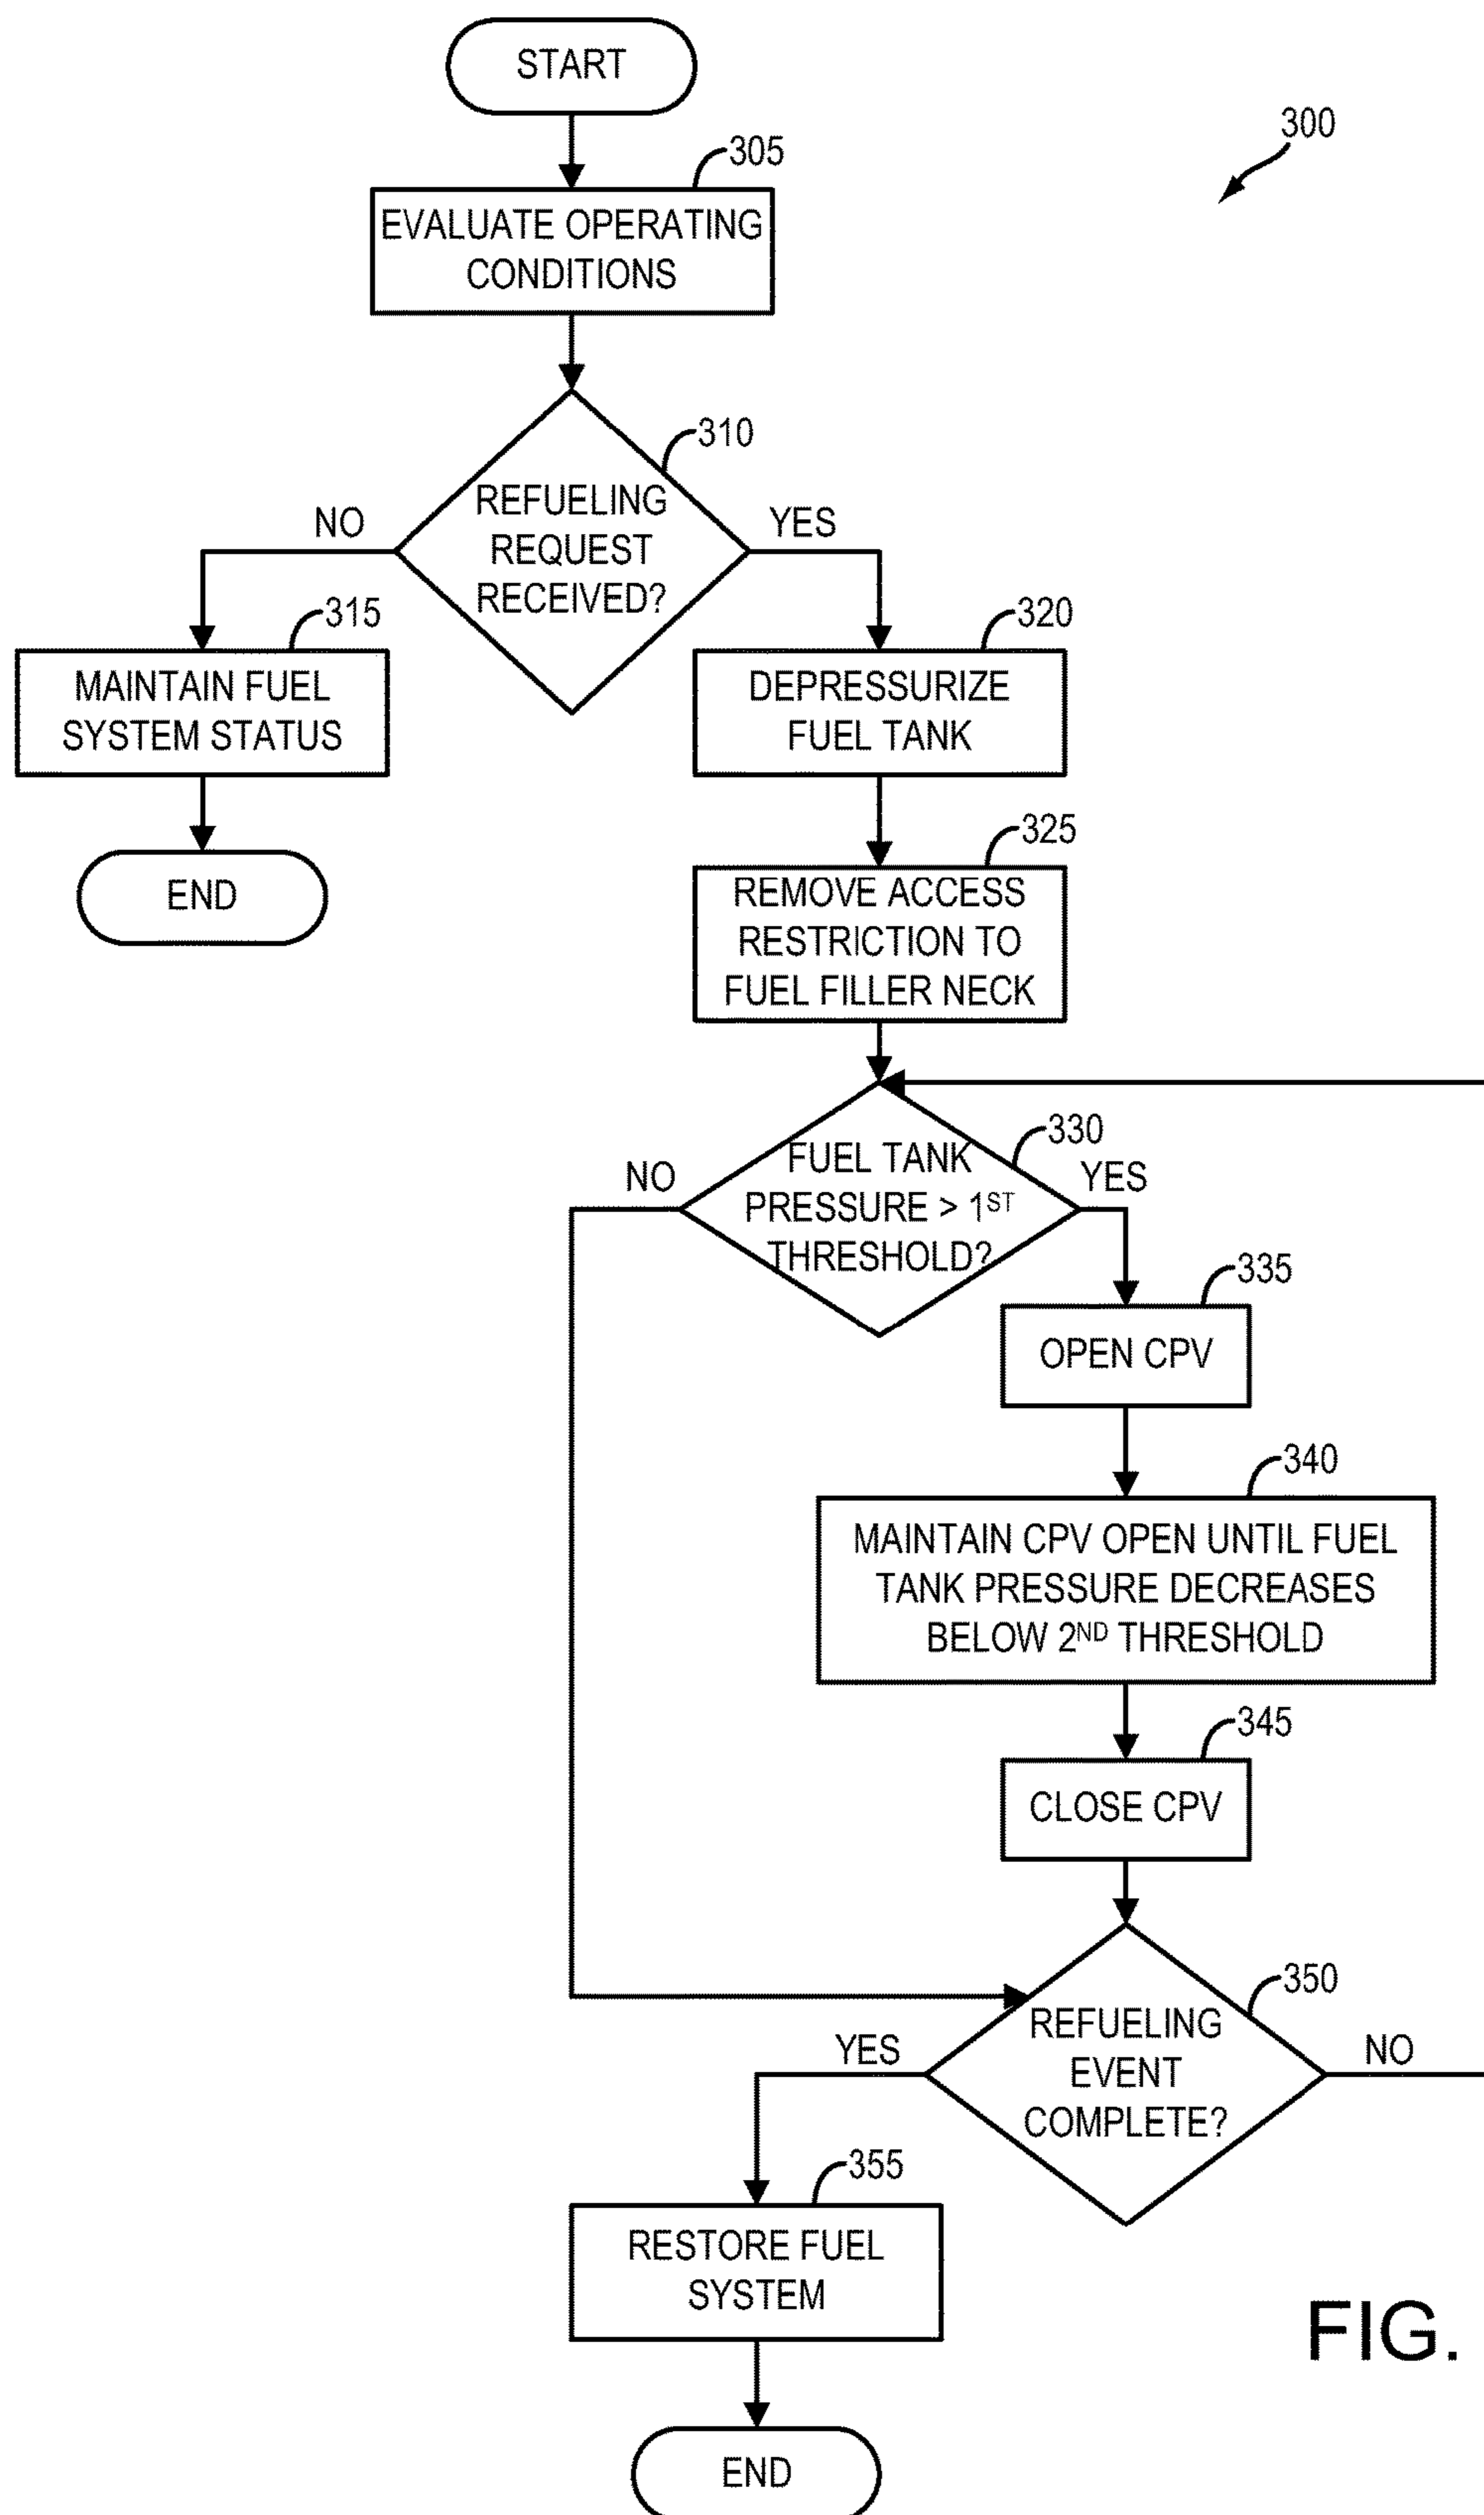 START
300
305
EVALUATE OPERATING
CONDITIONS
310
REFUELING
REQUEST
RECEIVED?
NO
YES
315
MAINTAIN FUEL
SYSTEM STATUS
END
320
DEPRESSURIZE
FUEL TANK
325
REMOVE ACCESS
RESTRICTION TO
FUEL FILLER NECK
330
FUEL TANK
PRESSURE > 1ST
THRESHOLD?
NO
YES
335
OPEN CPV
340
MAINTAIN CPV OPEN UNTIL FUEL
TANK PRESSURE DECREASES
BELOW 2ND THRESHOLD
345
CLOSE CPV
350
REFUELING
EVENT
COMPLETE?
YES
NO
355
RESTORE FUEL
SYSTEM
END
FIG.